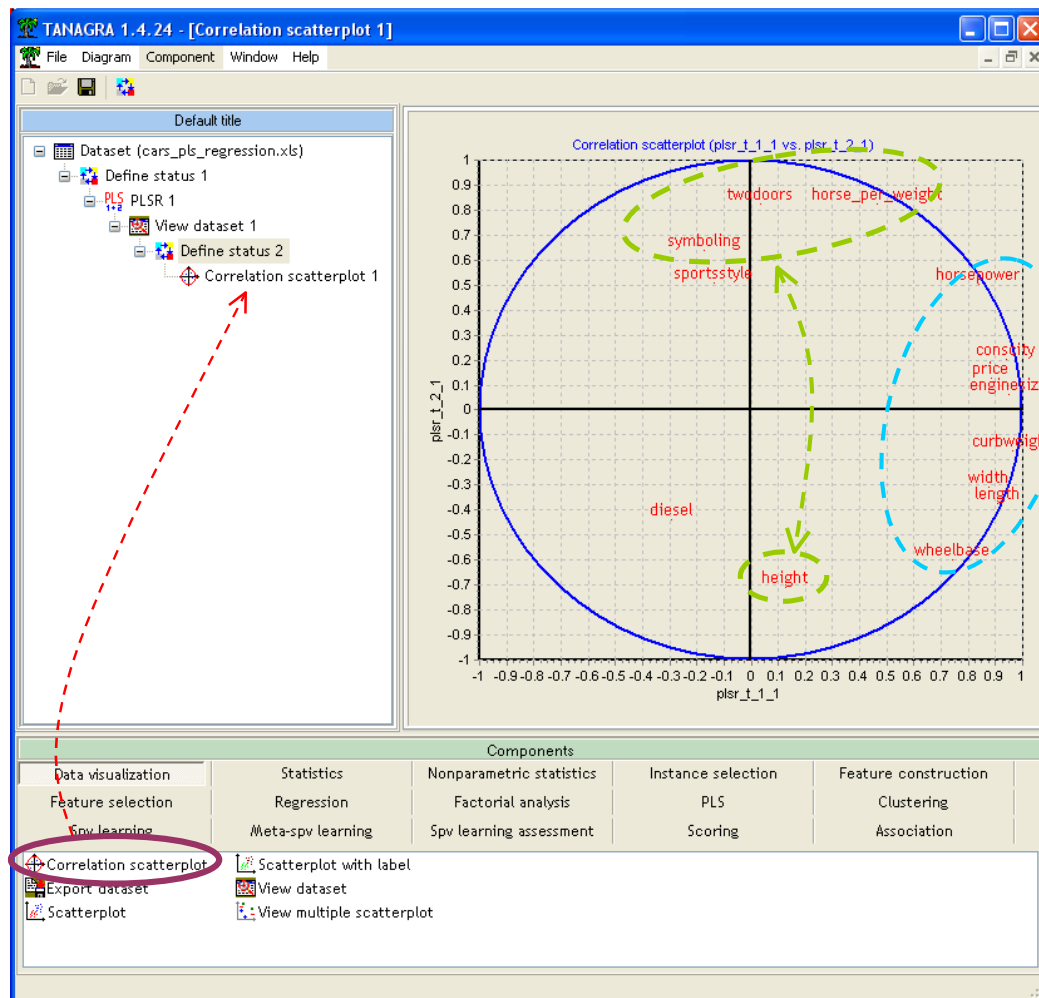 TANAGRA 1.4.24 - [Correlation scatterplot 1]
File Diagram Component Window Help
Default title
Dataset (cars_pls_regression.xls)
Define status 1
PLS 1+2 PLSR 1
View dataset 1
Define status 2
Correlation scatterplot 1
Correlation scatterplot (plsr_t_1_1 vs. plsr_t_2_1)
1
0.9
twodoors horse_per_weight
0.8
0.7
symboling
0.6
sportsstyle horsepower
0.5
0.4
0.3
conscity
0.2
price
0.1
enginesiz
0
-0.1
curbweigl
-0.2
width
-0.3
length
-0.4
diesel
-0.5
wheelbase
-0.6
height
-0.7
-0.8
-0.9
-1
plsr_t_2_1
-1 -0.9 -0.8 -0.7 -0.6 -0.5 -0.4 -0.3 -0.2 -0.1 0 0.1 0.2 0.3 0.4 0.5 0.6 0.7 0.8 0.9 1
plsr_t_1_1
Components
Data visualization Statistics Nonparametric statistics Instance selection Feature construction
Feature selection Regression Factorial analysis PLS Clustering
Spv learning Meta-spv learning Spv learning assessment Scoring Association
Correlation scatterplot Scatterplot with label
Export dataset View dataset
Scatterplot View multiple scatterplot